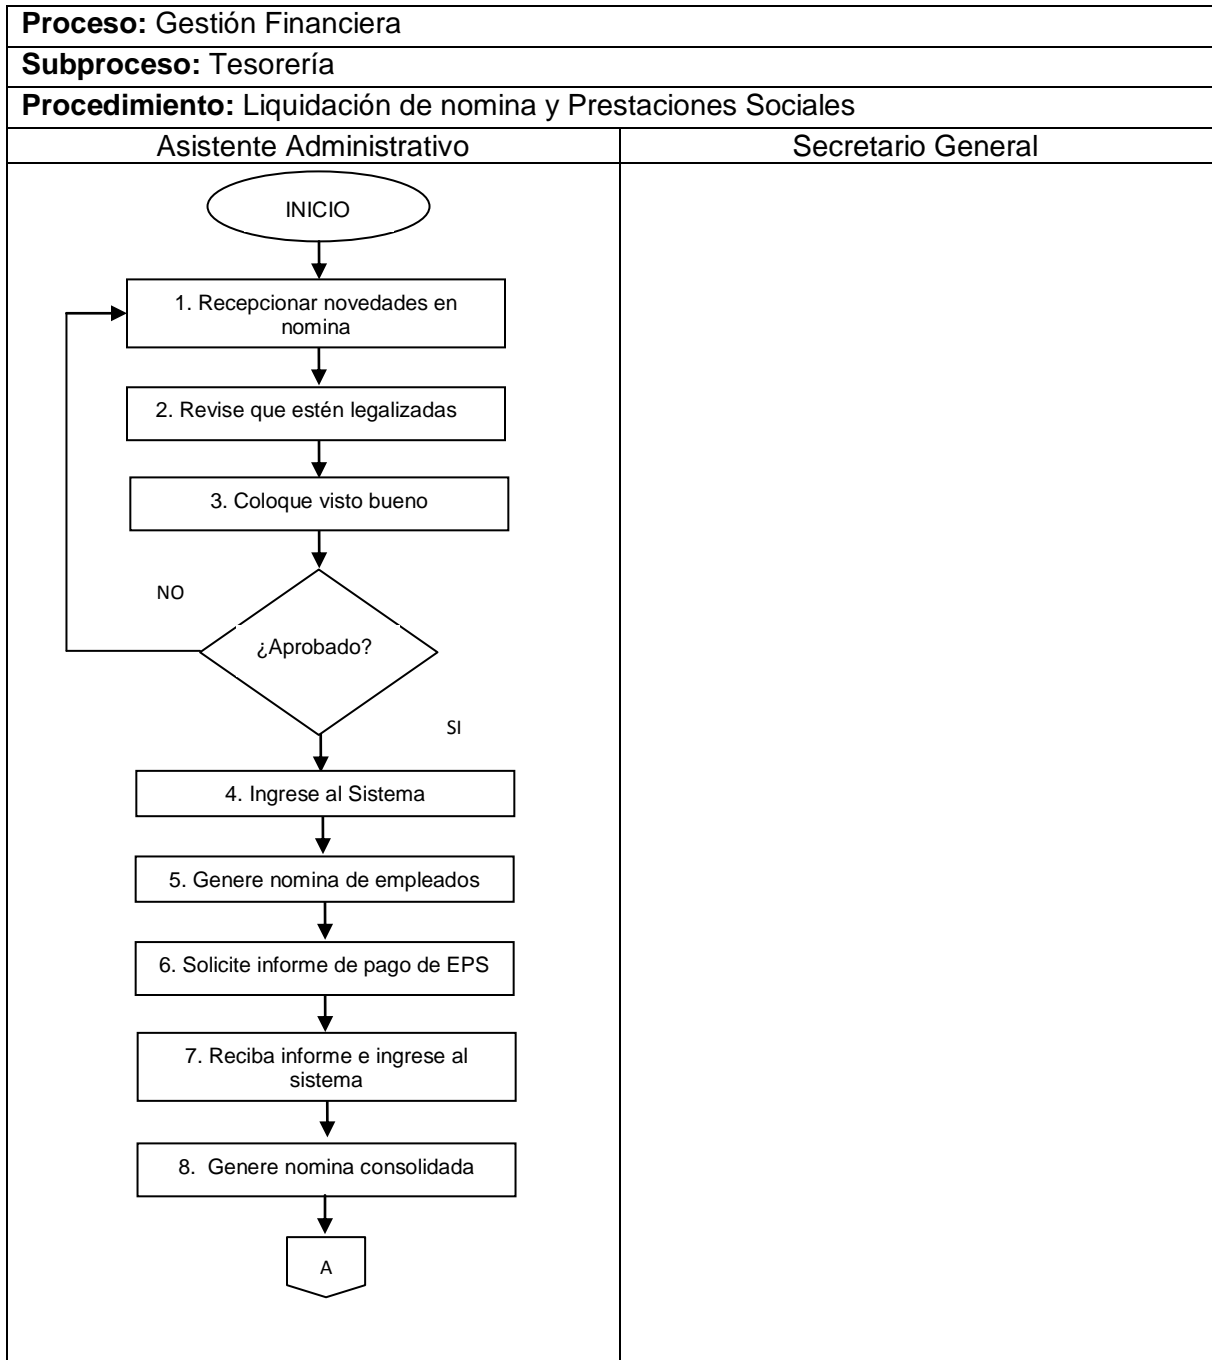 Proceso: Gestión Financiera
Subproceso: Tesorería
Procedimiento: Liquidación de nomina y Prestaciones Sociales
Asistente Administrativo
Secretario General
INICIO
1. Recepcionar novedades en
nomina
2. Revise que estén legalizadas
3. Coloque visto bueno
NO
¿Aprobado?
SI
4. Ingrese al Sistema
5. Genere nomina de empleados
6. Solicite informe de pago de EPS
7. Reciba informe e ingrese al
sistema
8. Genere nomina consolidada
A